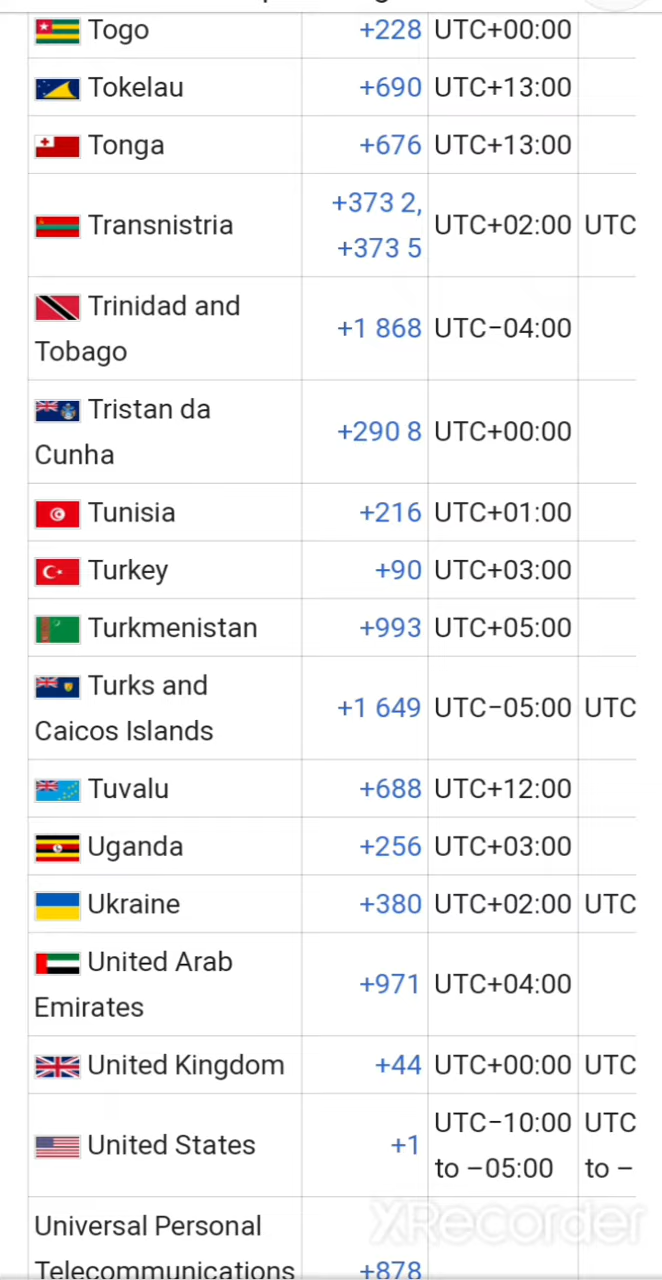 Togo +228 UTC+00:00
Tokelau +690 UTC+13:00
Tonga +676 UTC+13:00
Transnistria +373 2, +373 5 UTC+02:00 UTC
Trinidad and
Tobago +1 868 UTC−04:00
Tristan da
Cunha +290 8 UTC+00:00
Tunisia +216 UTC+01:00
Turkey +90 UTC+03:00
Turkmenistan +993 UTC+05:00
Turks and
Caicos Islands +1 649 UTC−05:00 UTC
Tuvalu +688 UTC+12:00
Uganda +256 UTC+03:00
Ukraine +380 UTC+02:00 UTC
United Arab
Emirates +971 UTC+04:00
United Kingdom +44 UTC+00:00 UTC
United States +1 UTC−10:00 UTC
to −05:00 to −
Universal Personal
Telecommunications +878
XRecorder